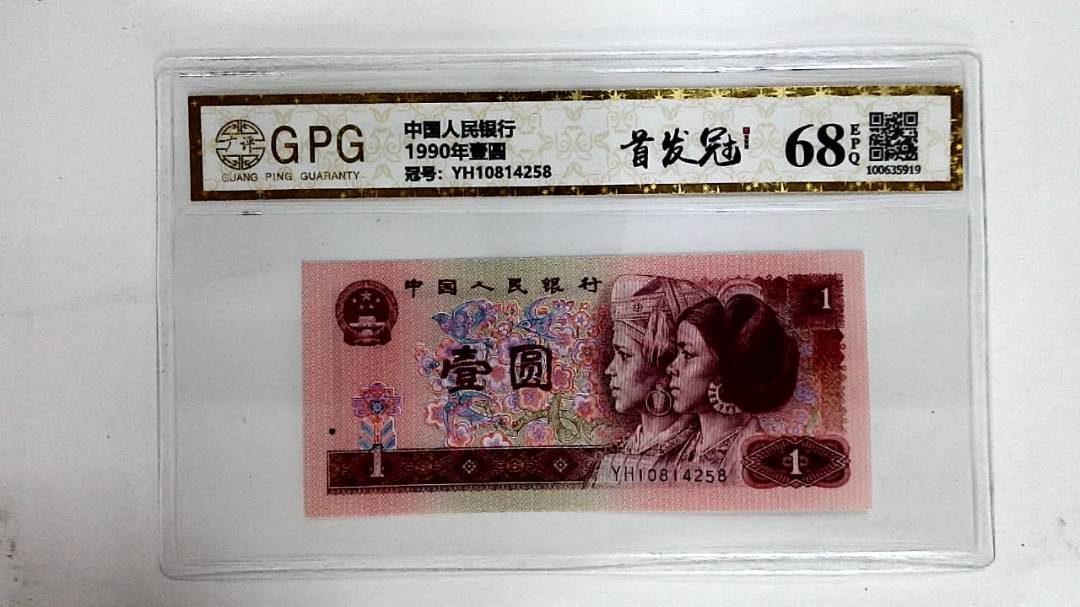 广评
GPG
GUANG PING GUARANTY
中国人民银行
1990年壹圆
冠号：YH10814258
首发冠
68
EPQ
100635919
中国人民银行
1
壹圆
1
YH10814258
1